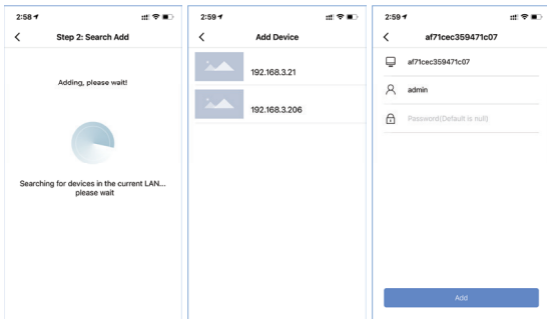 2:58
Step 2: Search Add
Adding, please wait!
Searching for devices in the current LAN...
please wait
2:59
Add Device
192.168.3.21
192.168.3.206
2:59
af71cec359471c07
af71cec359471c07
admin
Password(Default is null)
Add